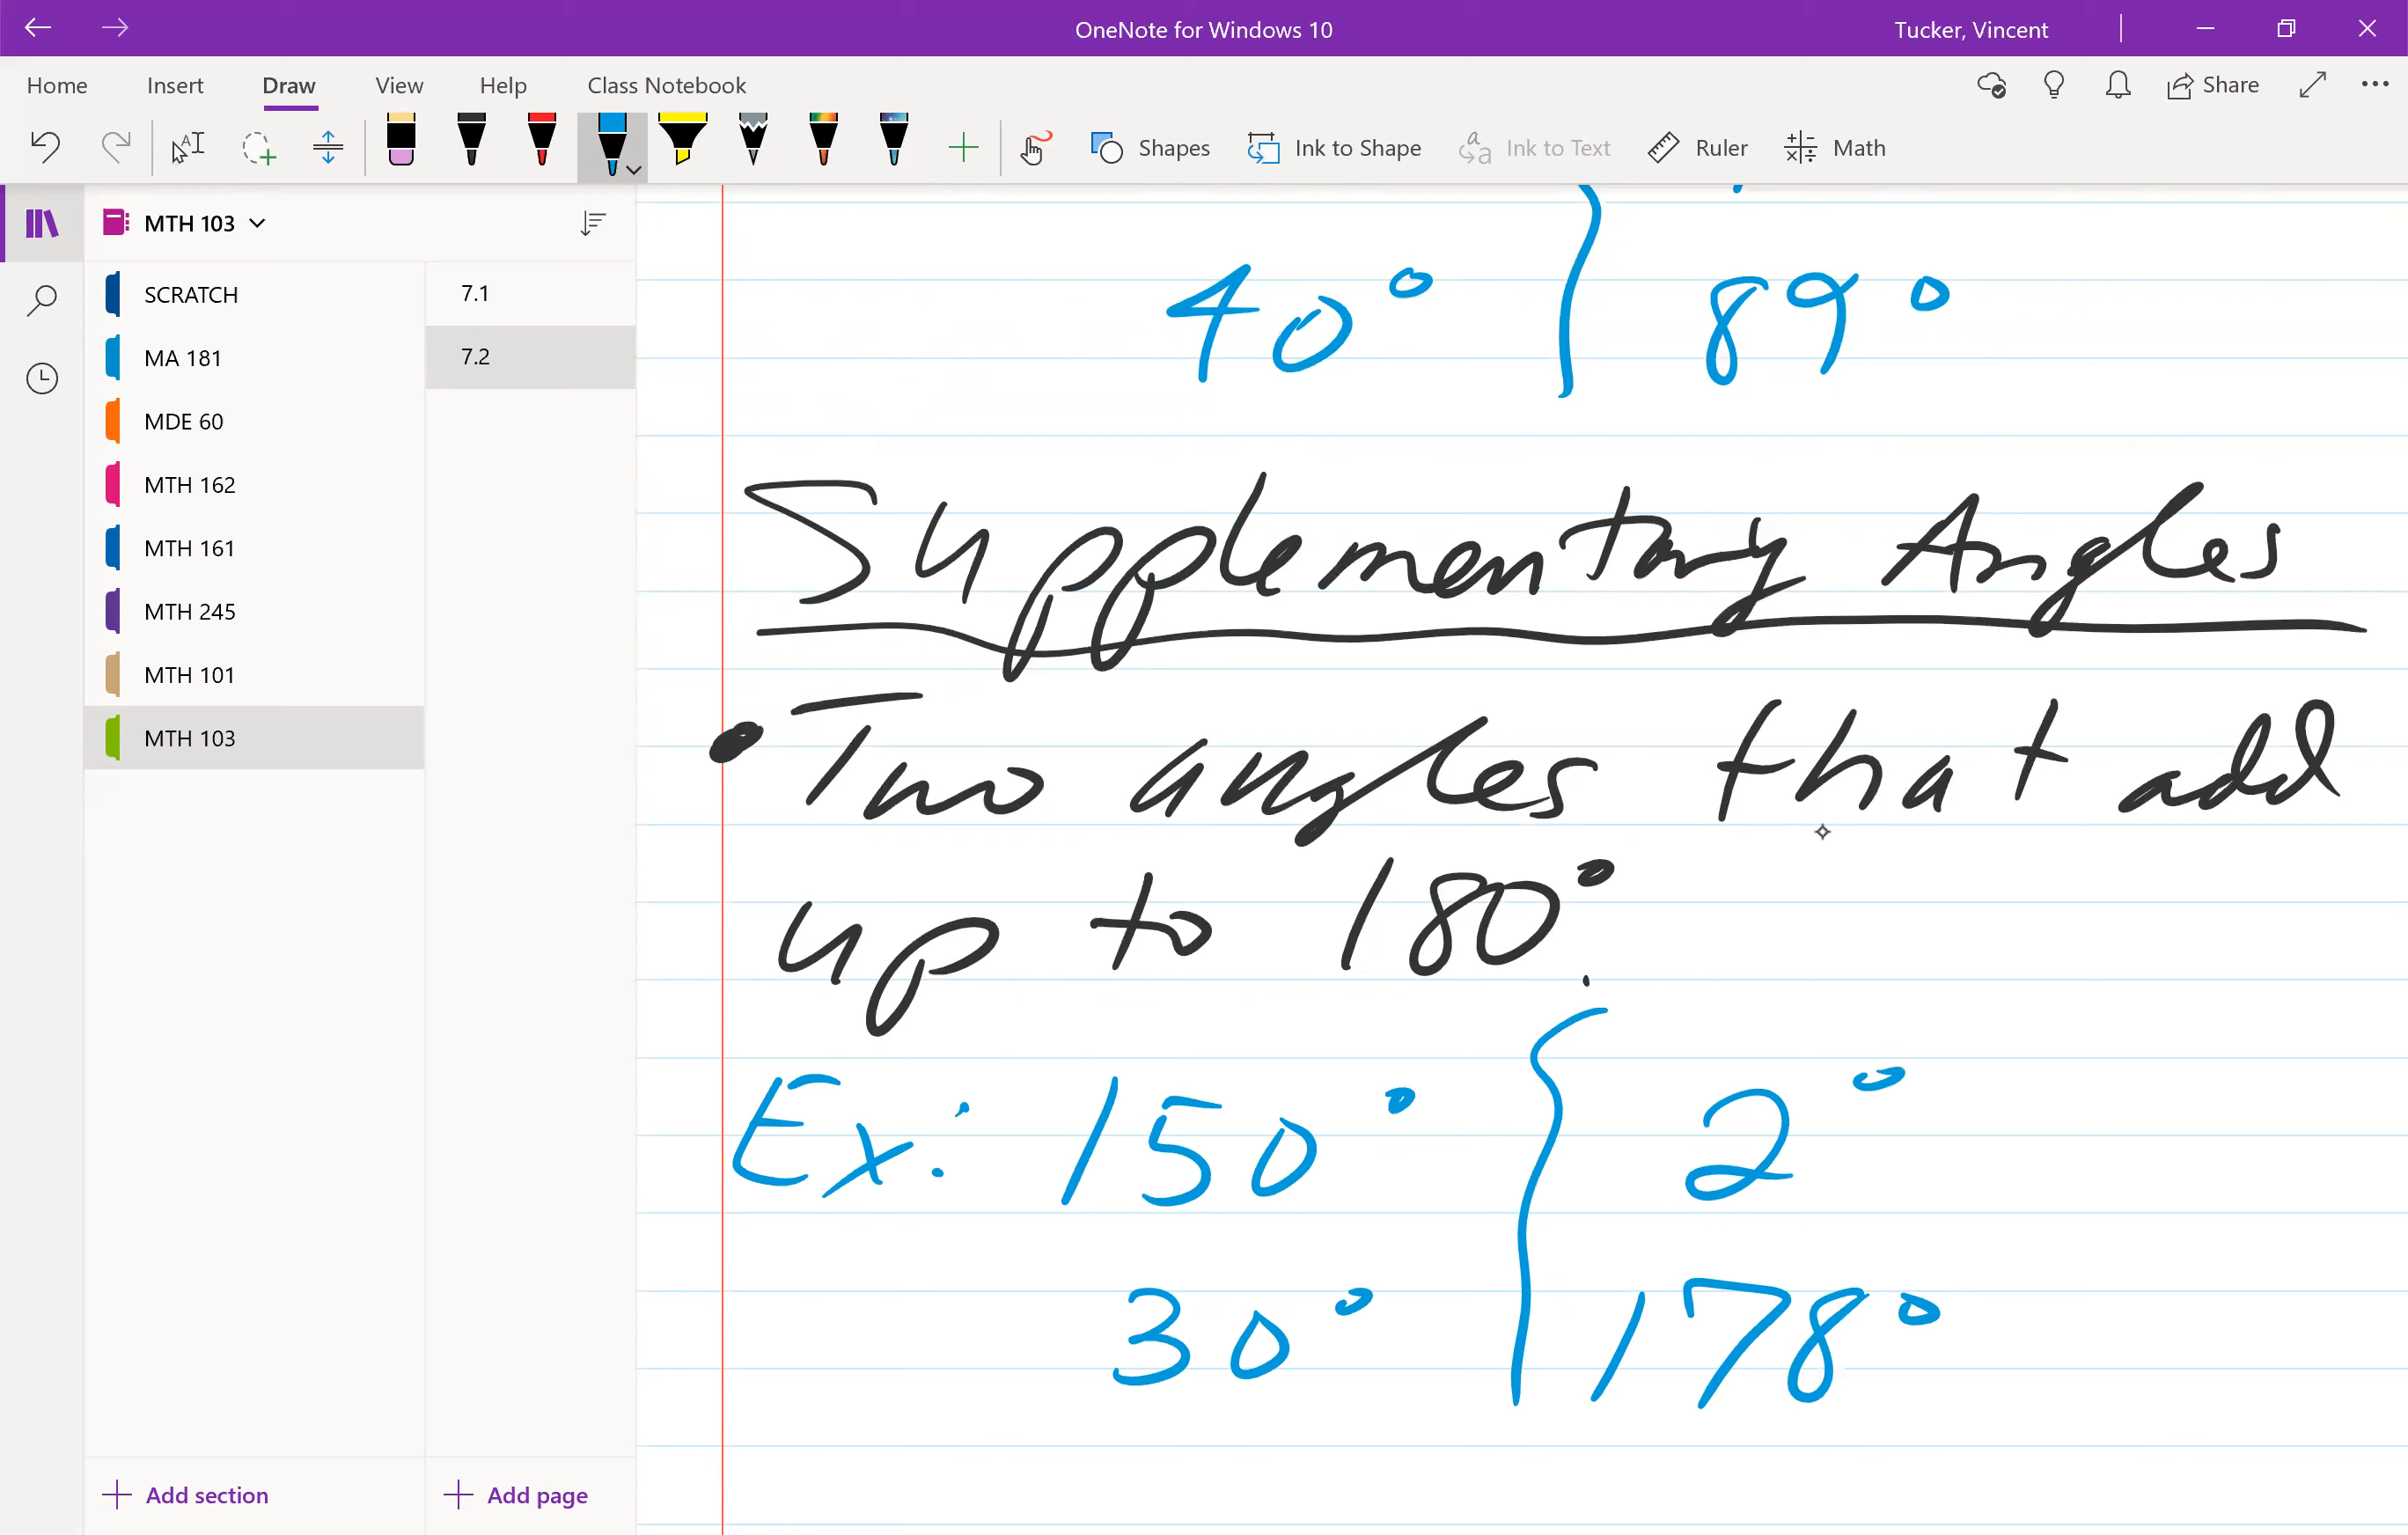 OneNote for Windows 10
Tucker, Vincent
Home Insert Draw View Help Class Notebook Share
Shapes Ink to Shape Ink to Text Ruler Math
MTH 103
SCRATCH
MA 181
MDE 60
MTH 162
MTH 161
MTH 245
MTH 101
MTH 103
7.1
7.2
40° 89°
Supplementary Angles
• Two angles that add
up to 180°.
Ex: 150° 2°
30° 178°
Add section
Add page